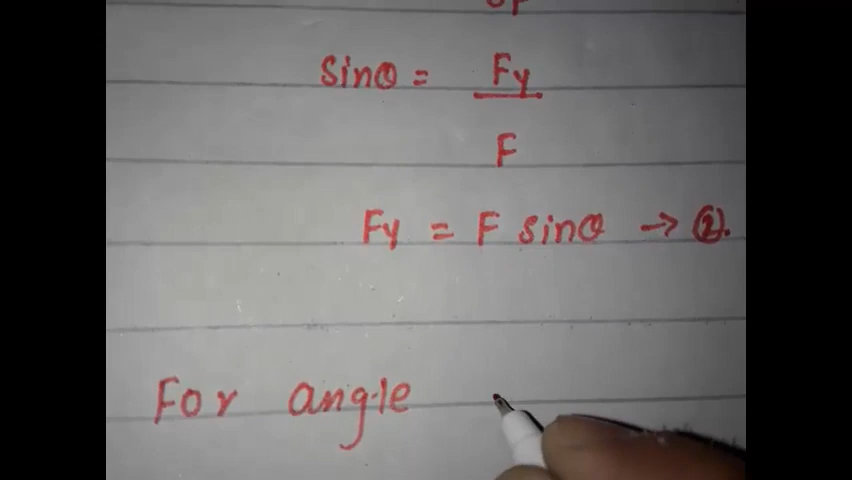 Sinθ = Fy
F
Fy = F sinθ → ②.
For angle